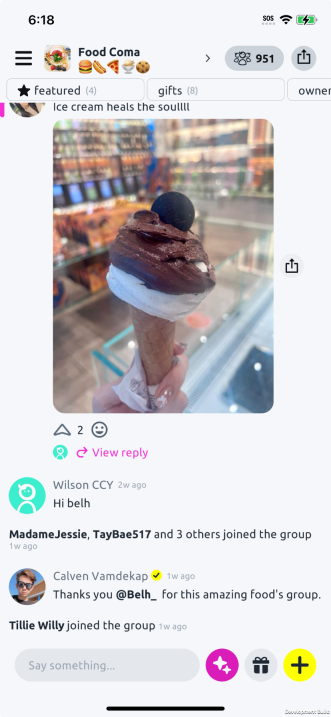 6:18
SOS
Food Coma
951
featured (4)
gifts (8)
owner
Ice cream heals the soullll
2
View reply
Wilson CCY 2w ago
Hi belh
MadameJessie, TayBae517 and 3 others joined the group
1w ago
Calven Vamdekap 1w ago
Thanks you @Belh_ for this amazing food's group.
Tillie Willy joined the group 1w ago
Say something...
Development Build